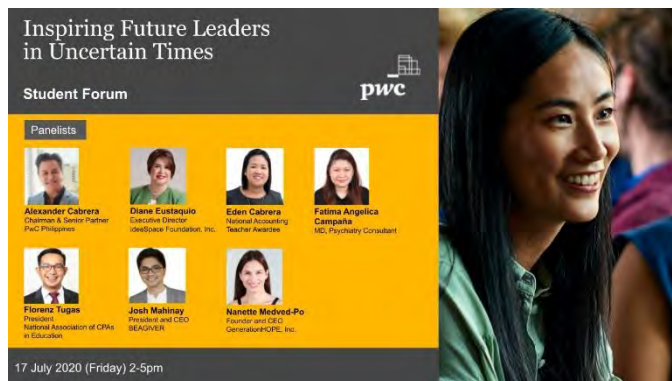 Inspiring Future Leaders
in Uncertain Times
pwc
Student Forum
Panelists
Alexander Cabrera
Chairman & Senior Partner
PwC Philippines
Diane Eustaquio
Executive Director
IdeaSpace Foundation, Inc.
Eden Cabrera
National Accounting
Teacher Awardee
Fatima Angelica
Campaña
MD, Psychiatry Consultant
Florenz Tugas
President
National Association of CPAs
in Education
Josh Mahinay
President and CEO
BEAGIVER
Nanette Medved-Po
Founder and CEO
GenerationHOPE, Inc.
17 July 2020 (Friday) 2-5pm